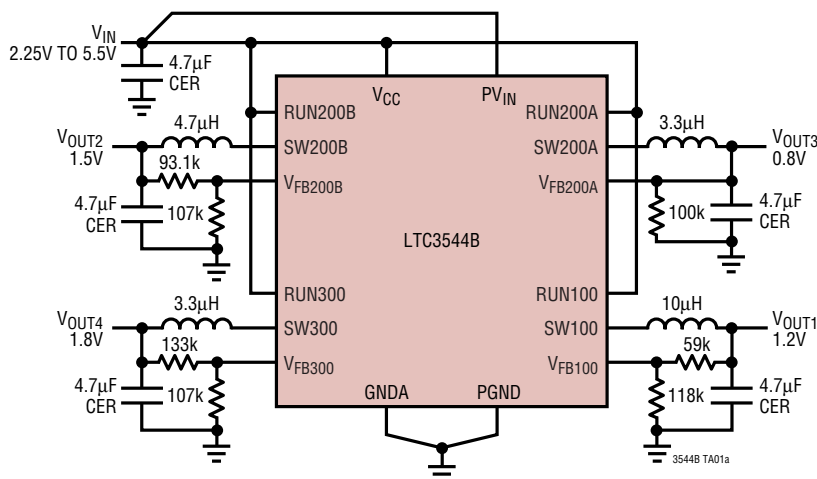 VIN
2.25V TO 5.5V
4.7µF
CER
VCC
PVIN
RUN200B
RUN200A
VOUT2
1.5V
4.7µH
SW200B
SW200A
3.3µH
VOUT3
0.8V
93.1k
VFB200B
VFB200A
4.7µF
CER
107k
100k
4.7µF
CER
LTC3544B
RUN300
RUN100
VOUT4
1.8V
3.3µH
SW300
SW100
10µH
VOUT1
1.2V
133k
VFB300
VFB100
59k
4.7µF
CER
107k
118k
4.7µF
CER
GNDA
PGND
3544B TA01a